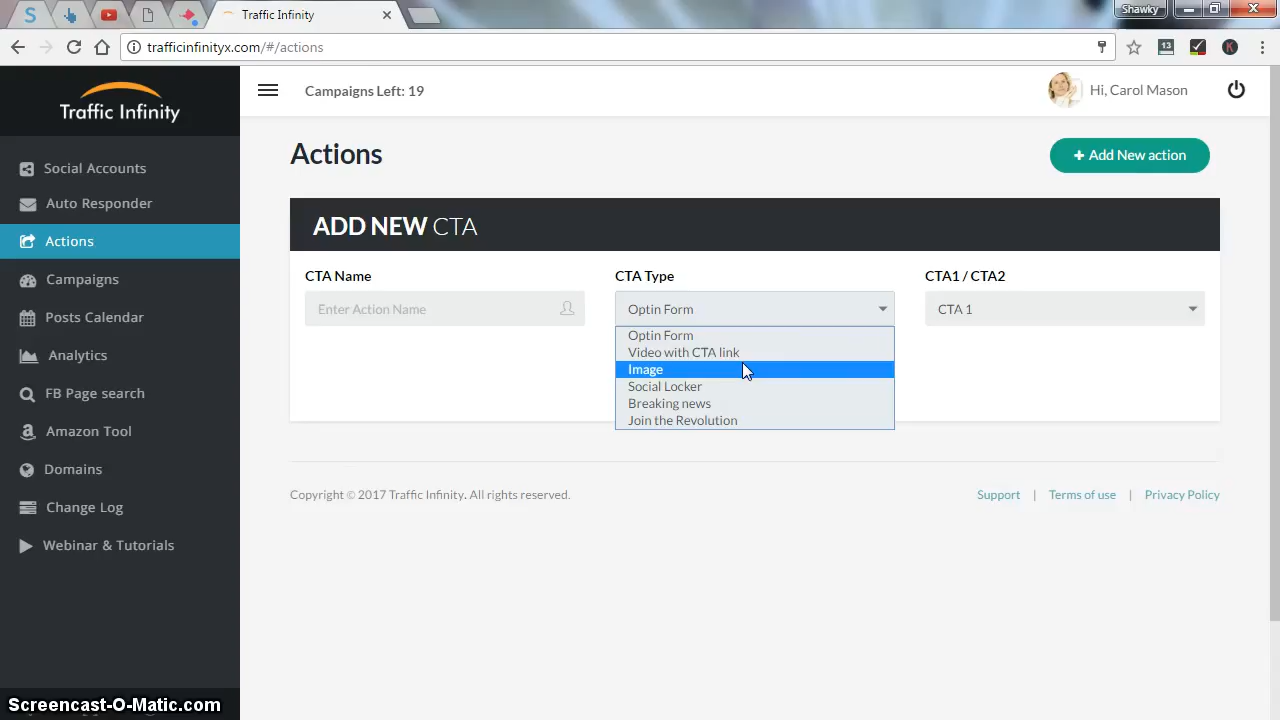 Shawky
Traffic Infinity
trafficinfinityx.com/#/actions
13
K
Traffic Infinity
Campaigns Left: 19
Hi, Carol Mason
Social Accounts
Auto Responder
Actions
Campaigns
Posts Calendar
Analytics
FB Page search
Amazon Tool
Domains
Change Log
Webinar & Tutorials
Actions
+ Add New action
ADD NEW CTA
CTA Name
CTA Type
CTA1 / CTA2
Enter Action Name
Optin Form
CTA 1
Optin Form
Video with CTA link
Image
Social Locker
Breaking news
Join the Revolution
Copyright © 2017 Traffic Infinity. All rights reserved.
Support | Terms of use | Privacy Policy
Screencast-O-Matic.com